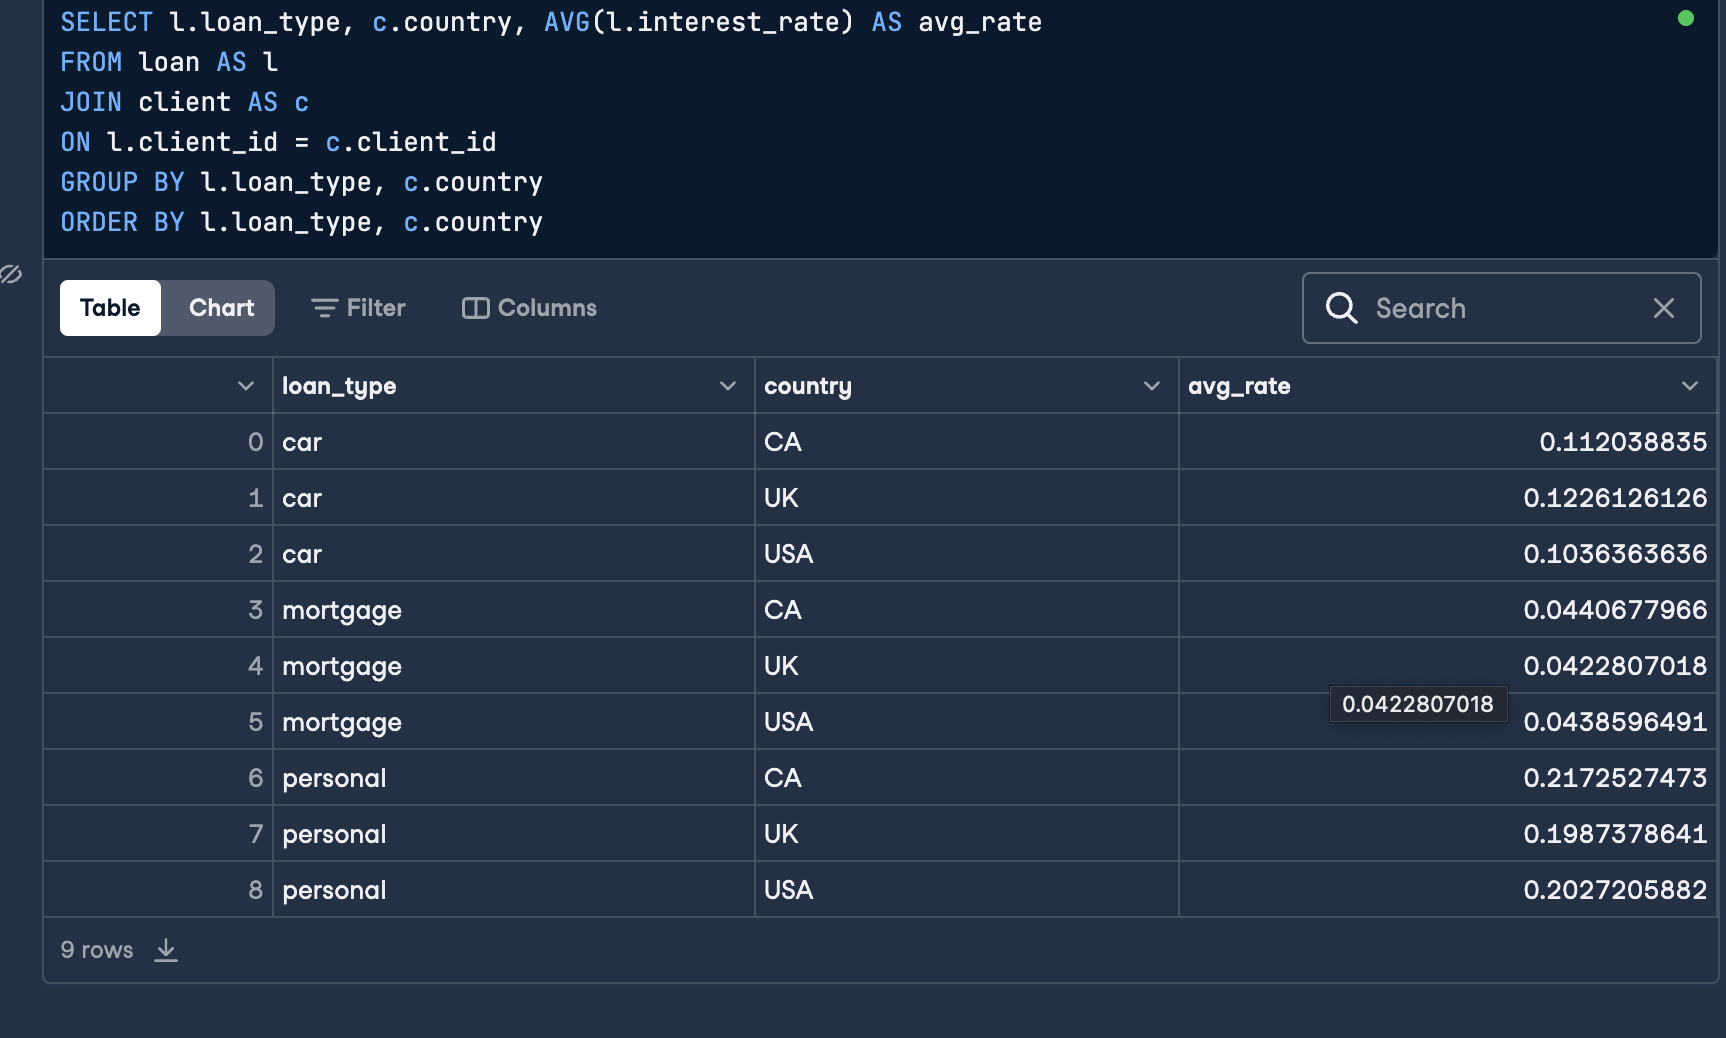 SELECT l.loan_type, c.country, AVG(l.interest_rate) AS avg_rate
FROM loan AS l
JOIN client AS c
ON l.client_id = c.client_id
GROUP BY l.loan_type, c.country
ORDER BY l.loan_type, c.country
Table Chart Filter Columns Search
loan_type country avg_rate
0 car CA 0.112038835
1 car UK 0.1226126126
2 car USA 0.1036363636
3 mortgage CA 0.0440677966
4 mortgage UK 0.0422807018
0.0422807018
5 mortgage USA 0.0438596491
6 personal CA 0.2172527473
7 personal UK 0.1987378641
8 personal USA 0.2027205882
9 rows